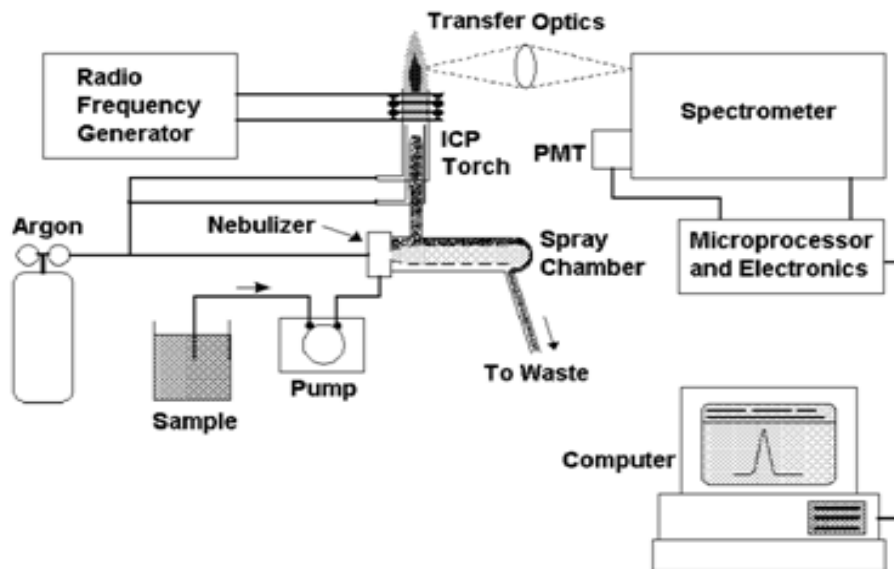 Transfer Optics
Radio
Frequency
Generator
ICP
Torch
PMT
Spectrometer
Argon
Nebulizer
Spray
Chamber
Microprocessor
and Electronics
Sample
Pump
To Waste
Computer